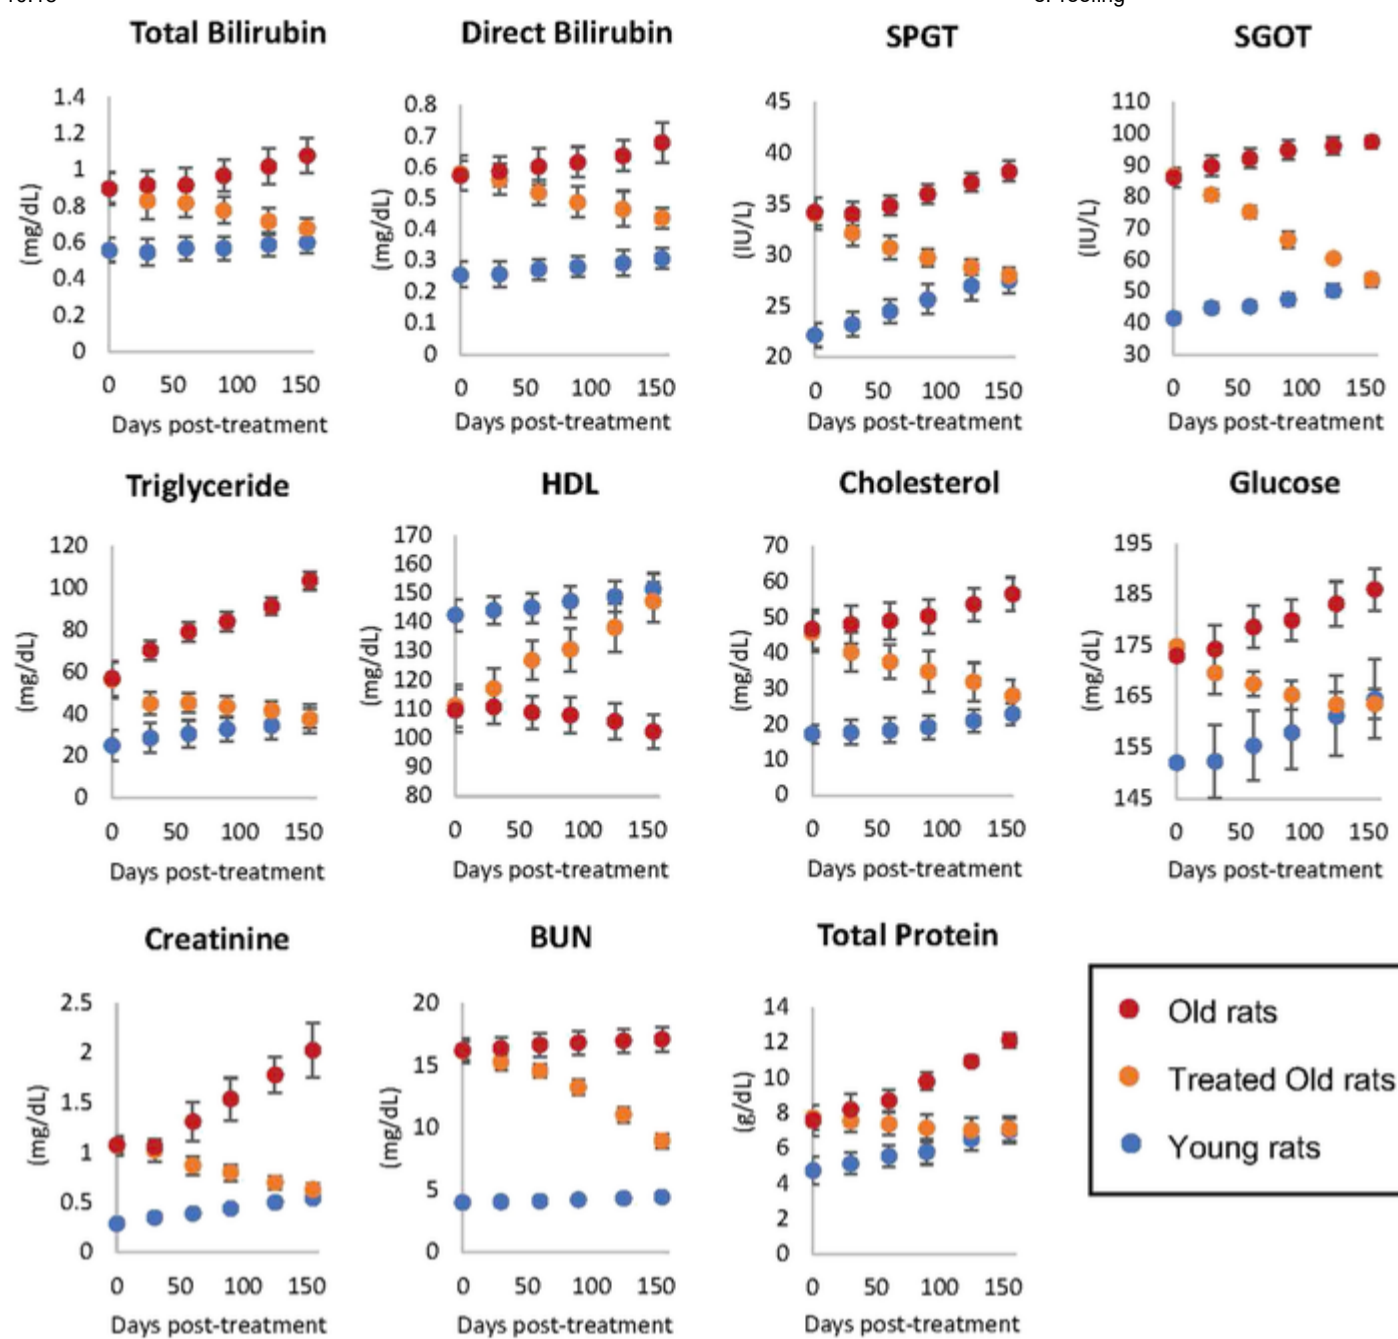 Total Bilirubin
1.4
1.2
1
0.8
0.6
0.4
0.2
0
(mg/dL)
0 50 100 150
Days post-treatment
Direct Bilirubin
0.8
0.7
0.6
0.5
0.4
0.3
0.2
0.1
0
(mg/dL)
0 50 100 150
Days post-treatment
SPGT
45
40
35
30
25
20
(IU/L)
0 50 100 150
Days post-treatment
SGOT
110
100
90
80
70
60
50
40
30
(IU/L)
0 50 100 150
Days post-treatment
Triglyceride
120
100
80
60
40
20
0
(mg/dL)
0 50 100 150
Days post-treatment
HDL
170
160
150
140
130
120
110
100
90
80
(mg/dL)
0 50 100 150
Days post-treatment
Cholesterol
70
60
50
40
30
20
10
0
(mg/dL)
0 50 100 150
Days post-treatment
Glucose
195
185
175
165
155
145
(mg/dL)
0 50 100 150
Days post-treatment
Creatinine
2.5
2
1.5
1
0.5
0
(mg/dL)
0 50 100 150
Days post-treatment
BUN
20
15
10
5
0
(mg/dL)
0 50 100 150
Days post-treatment
Total Protein
14
12
10
8
6
4
2
0
(g/dL)
0 50 100 150
Days post-treatment
Old rats
Treated Old rats
Young rats